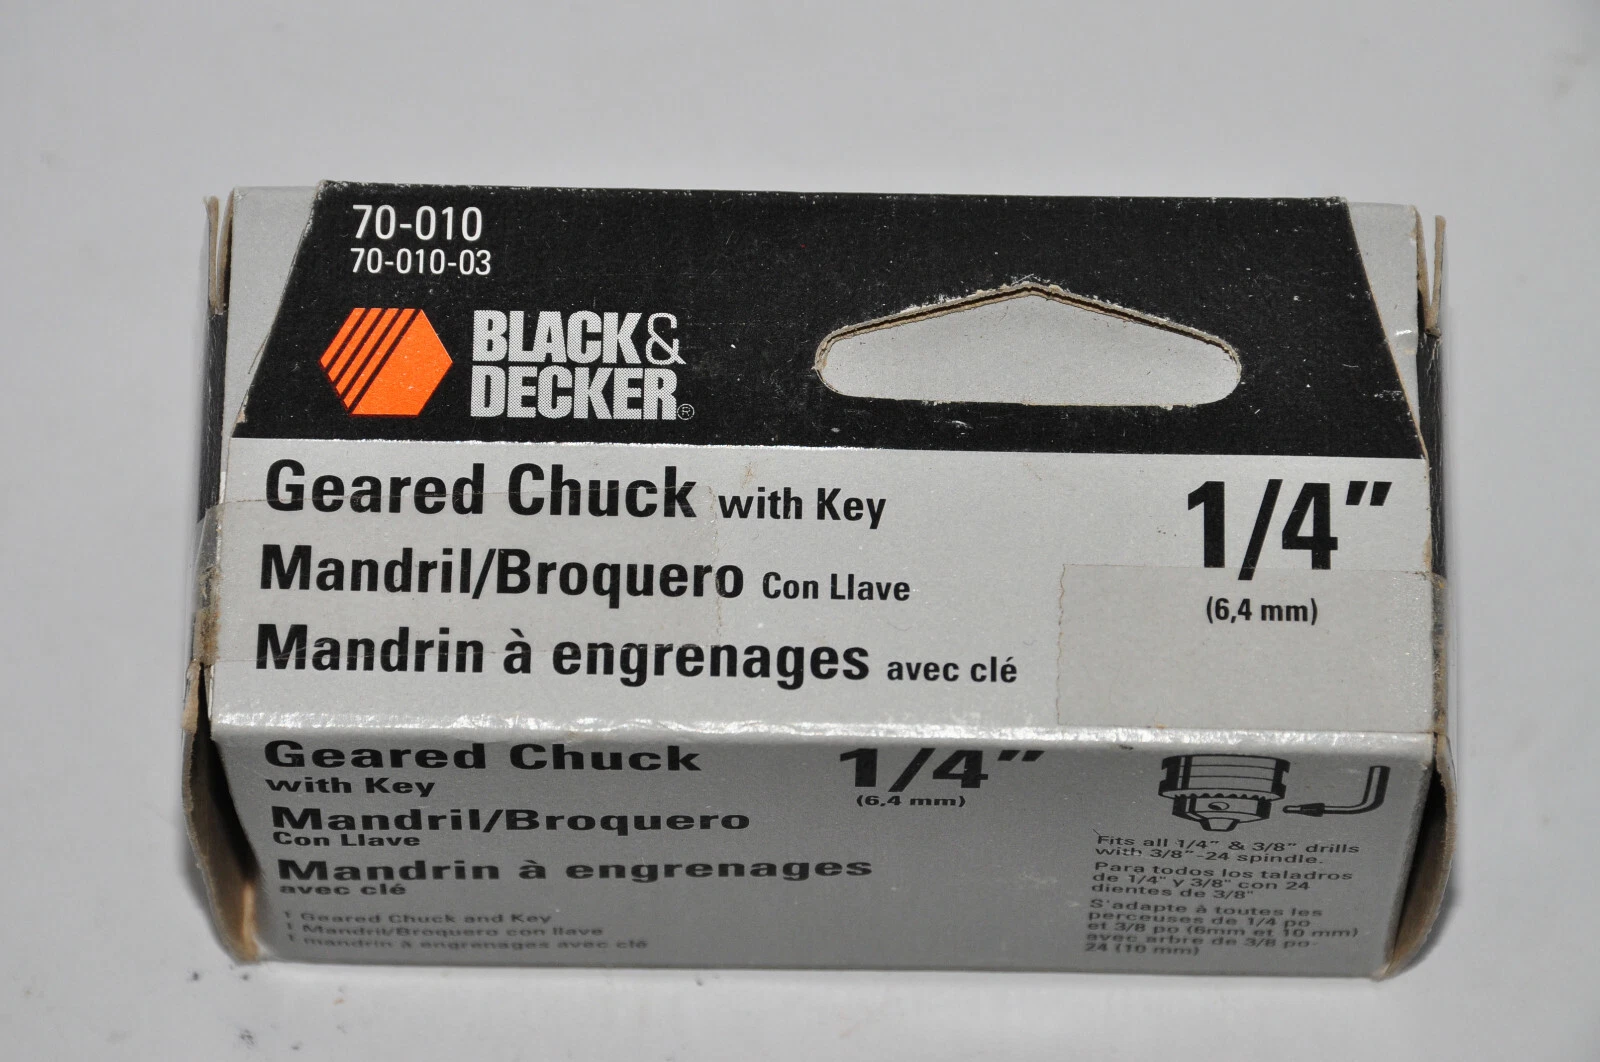 70-010
70-010-03
BLACK&
DECKER®
Geared Chuck with Key
1/4"
Mandril/Broquero Con Llave
(6,4 mm)
Mandrin à engrenages avec clé
Geared Chuck
with Key
Mandril/Broquero
Con Llave
Mandrin à engrenages
avec clé
1 Geared Chuck and Key
1 Mandril/Broquero con llave
1 mandrin à engrenages avec clé
1/4"
(6,4 mm)
Fits all 1/4" & 3/8" drills
with 3/8"-24 spindle.
Para todos los taladros
de 1/4" y 3/8" con 24
dientes de 3/8"
S'adapte à toutes les
perceuses de 1/4 po
et 3/8 po (6mm et 10 mm)
avec arbre de 3/8 po-
24 (10 mm)